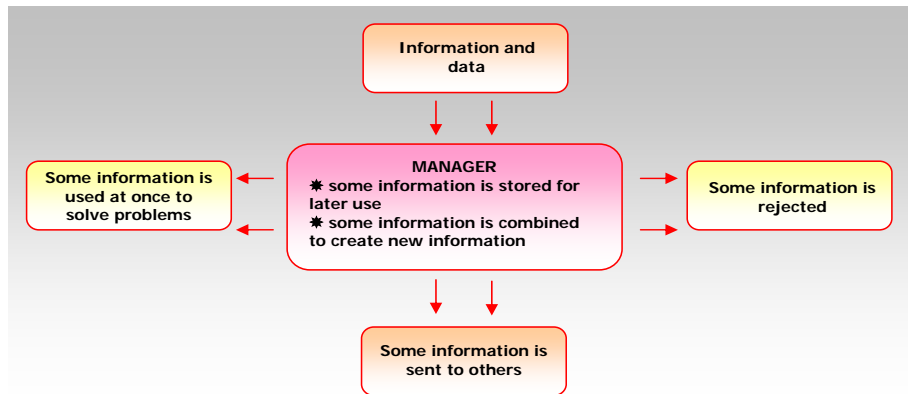 Information and
data
MANAGER
✷ some information is stored for
later use
✷ some information is combined
to create new information
Some information is
used at once to
solve problems
Some information is
rejected
Some information is
sent to others